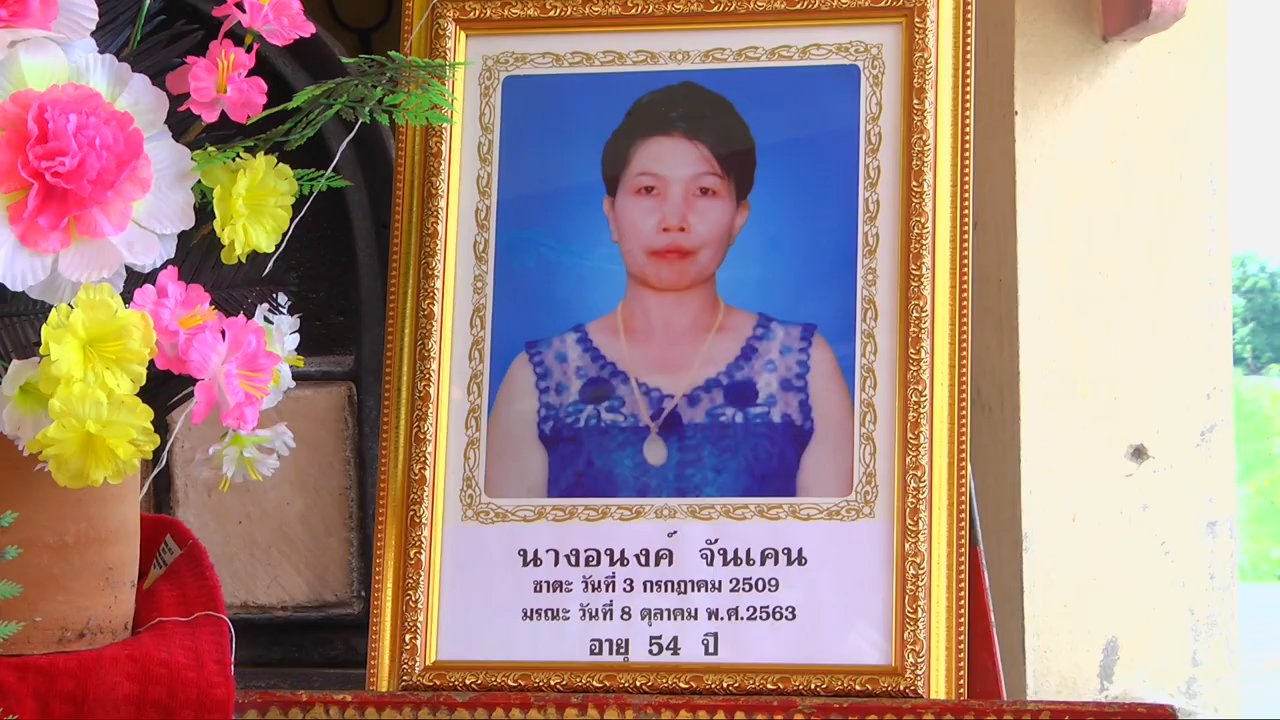 นางอนงค์ จันเคน
ชาตะ วันที่ 3 กรกฎาคม 2509
มรณะ วันที่ 8 ตุลาคม พ.ศ.2563
อายุ 54 ปี